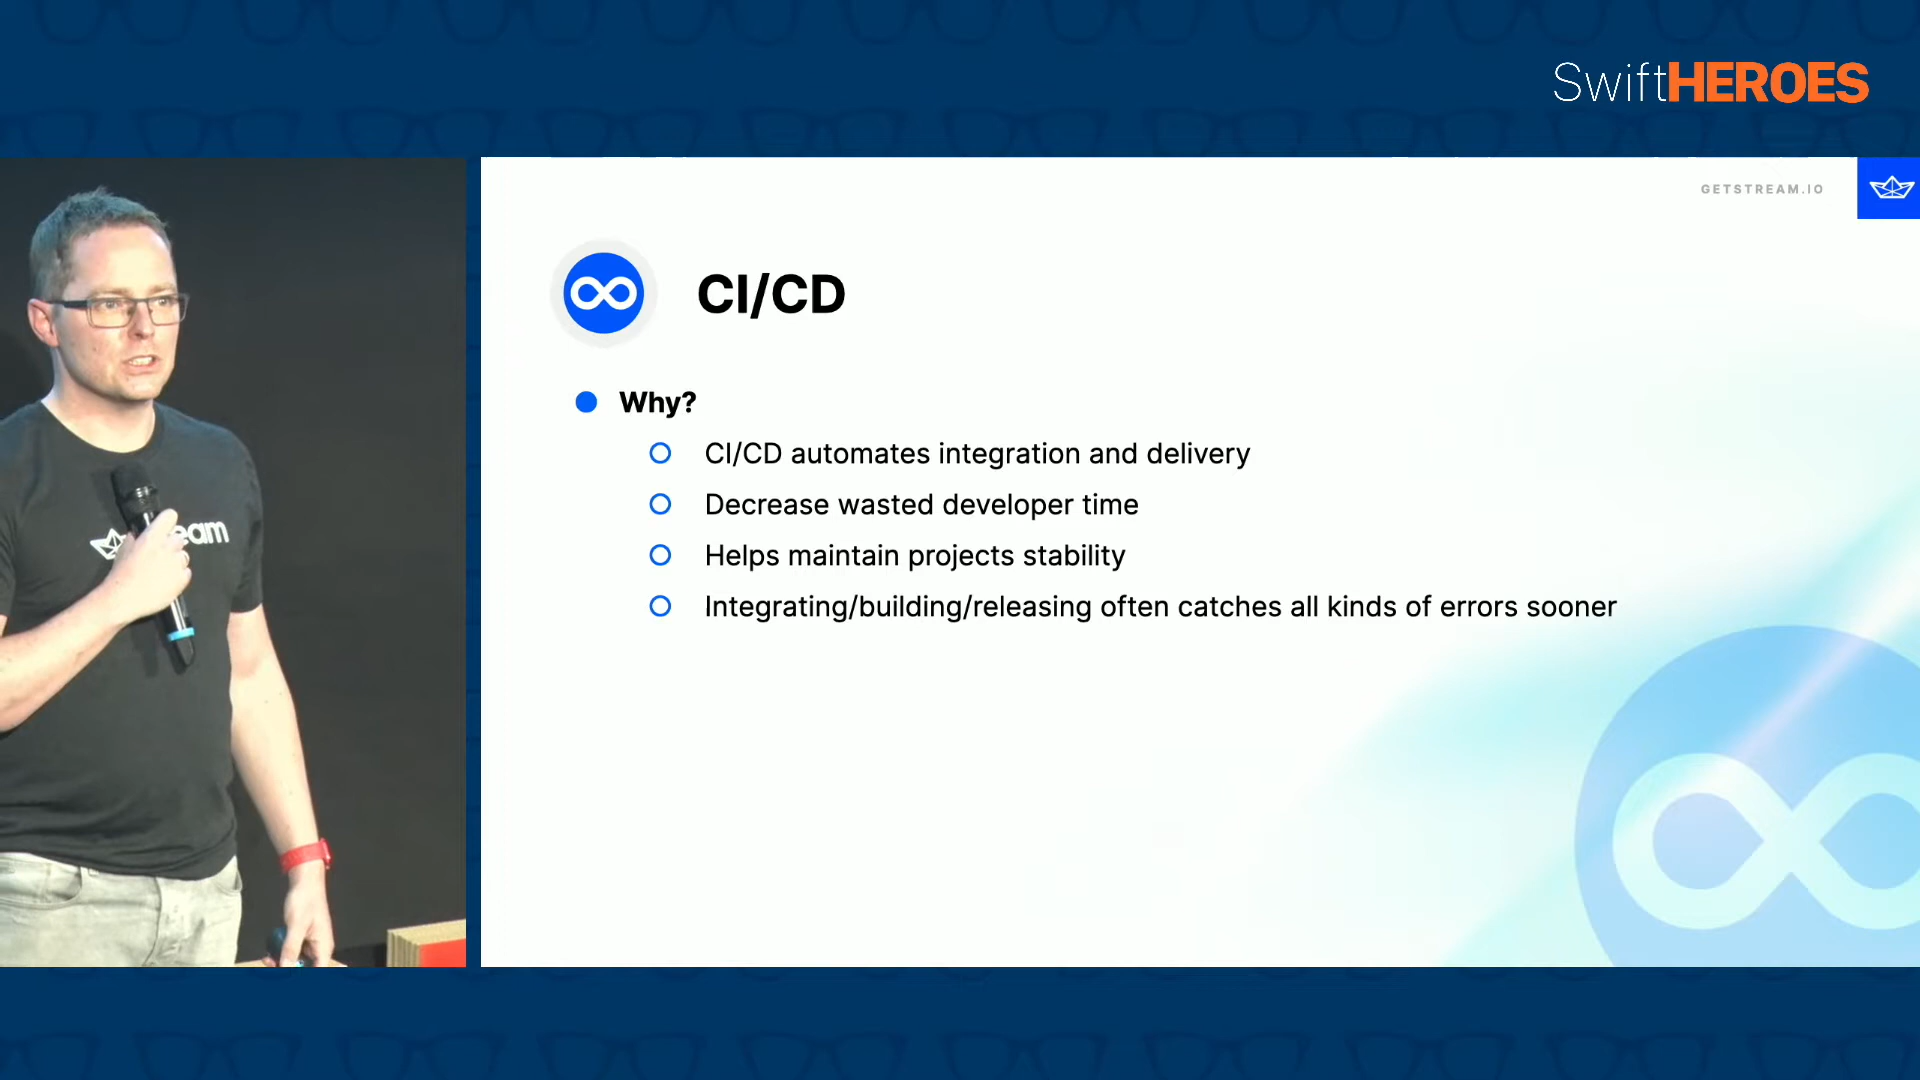 SwiftHEROES
GETSTREAM.IO
CI/CD
Why?
CI/CD automates integration and delivery
Decrease wasted developer time
Helps maintain projects stability
Integrating/building/releasing often catches all kinds of errors sooner
eam